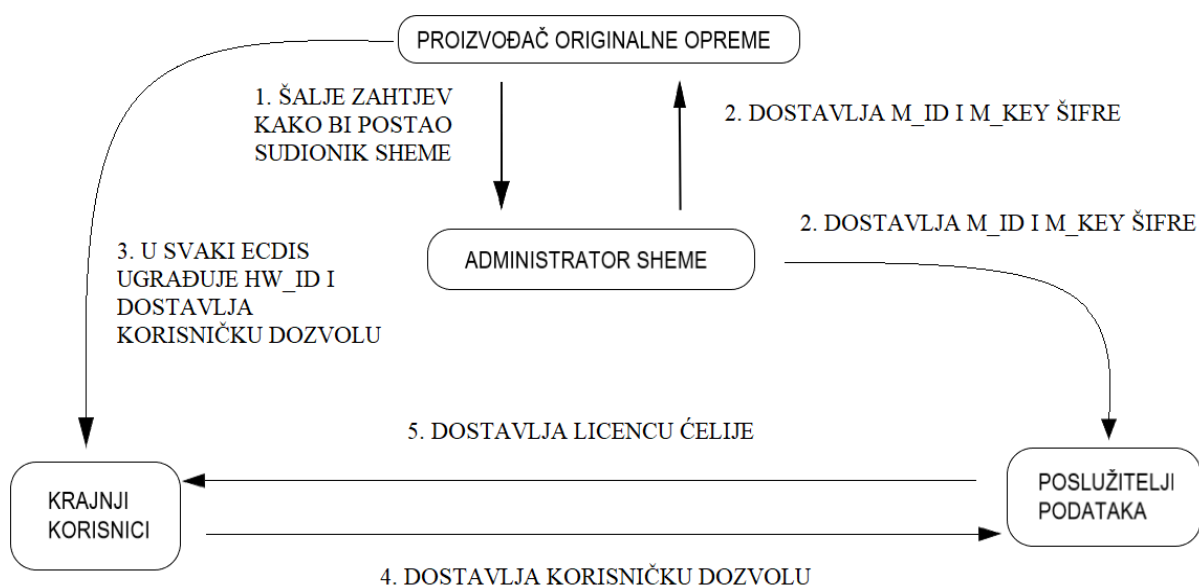 PROIZVOĐAČ ORIGINALNE OPREME
1. ŠALJE ZAHTJEV
KAKO BI POSTAO
SUDIONIK SHEME
2. DOSTAVLJA M_ID I M_KEY ŠIFRE
2. DOSTAVLJA M_ID I M_KEY ŠIFRE
3. U SVAKI ECDIS
UGRAĐUJE HW_ID I
DOSTAVLJA
KORISNIČKU DOZVOLU
ADMINISTRATOR SHEME
5. DOSTAVLJA LICENCU ĆELIJE
KRAJNJI
KORISNICI
POSLUŽITELJI
PODATAKA
4. DOSTAVLJA KORISNIČKU DOZVOLU